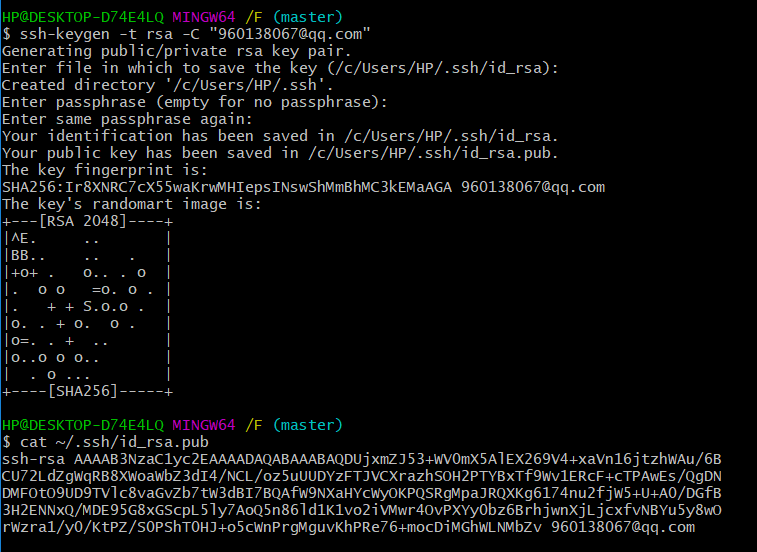 HP@DESKTOP-D74E4LQ MINGW64 /F (master)
$ ssh-keygen -t rsa -C "960138067@qq.com"
Generating public/private rsa key pair.
Enter file in which to save the key (/c/Users/HP/.ssh/id_rsa):
Created directory '/c/Users/HP/.ssh'.
Enter passphrase (empty for no passphrase):
Enter same passphrase again:
Your identification has been saved in /c/Users/HP/.ssh/id_rsa.
Your public key has been saved in /c/Users/HP/.ssh/id_rsa.pub.
The key fingerprint is:
SHA256:Ir8XNRC7cX55waKrwMHIepsINswShMmBhMC3kEMaAGA 960138067@qq.com
The key's randomart image is:
+---[RSA 2048]----+
|^E.     ..       |
|BB..   ..  .    |
|+o+ .   o.. . o  |
|.  o o   =o. o . |
|.   + + S.o.o .  |
|o. . + o.  o .   |
|o=. . +  ..      |
|o..o o o..       |
|  . o ...        |
+----[SHA256]-----+
HP@DESKTOP-D74E4LQ MINGW64 /F (master)
$ cat ~/.ssh/id_rsa.pub
ssh-rsa AAAAB3NzaC1yc2EAAAADAQABAAABAQDUjxmZJ53+WV0mX5AlEX269V4+xaVn16jtzhWAu/6B
CU72LdZgWqRB8XWoaWbZ3dI4/NCL/oz5uUUDYzFTJVCXrazhSOH2PTYBxTf9Wv1ERcF+cTPAwEs/QgDN
DMFOtO9UD9TVlc8vaGvZb7tW3dBI7BQAfW9NXaHYcWyOKPQSRgMpaJRQXKg6174nu2fjW5+U+A0/DGfB
3H2ENNxQ/MDE95G8xGScpL5ly7AoQ5n86ld1K1vo2iVMwr4OvPXYy0bz6BrhjwnXjLjcxfvNBYu5y8wO
rWzra1/y0/KtPZ/S0PShT0HJ+o5cWnPrgMguvKhPRe76+mocDiMGhWLNMbZv 960138067@qq.com